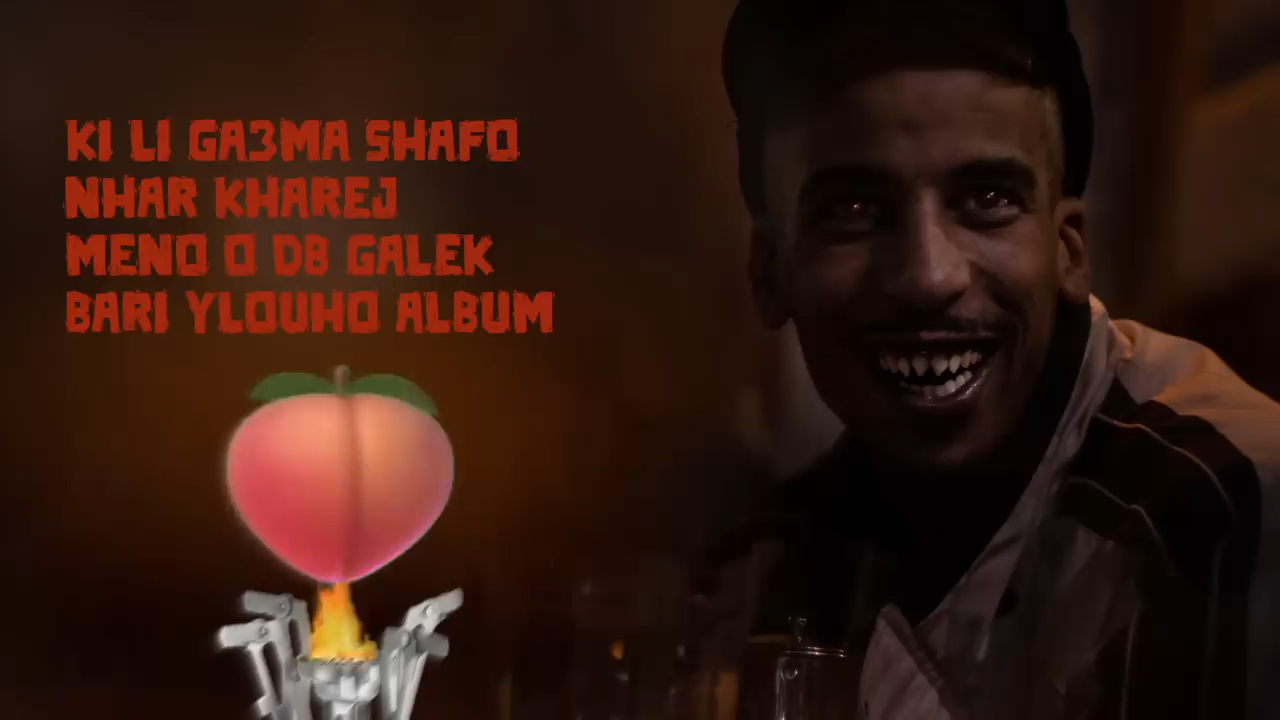 KI LI GA3MA SHAFO
NHAR KHAREJ
MENO O DB GALEK
BARI YLOUHO ALBUM